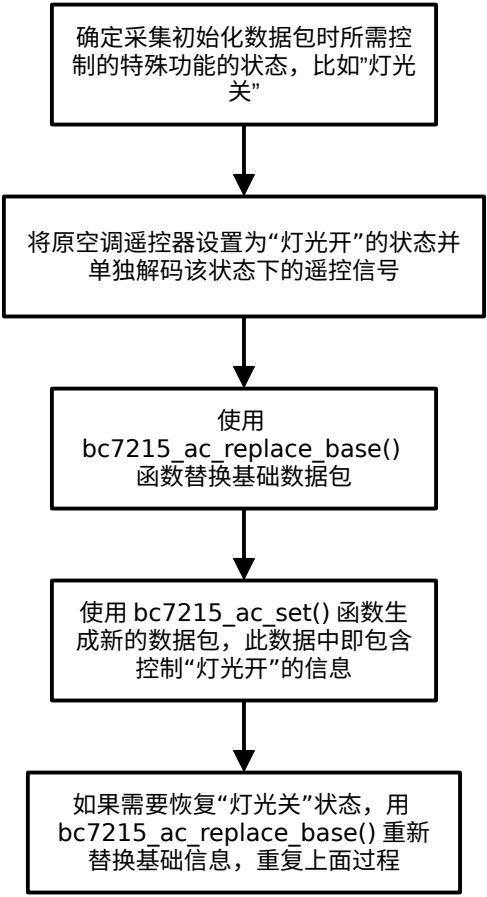 确定采集初始化数据包时所需控
制的特殊功能的状态，比如”灯光
关”
将原空调遥控器设置为“灯光开”的状态并
单独解码该状态下的遥控信号
使用
bc7215_ac_replace_base()
函数替换基础数据包
使用 bc7215_ac_set() 函数生
成新的数据包，此数据中即包含
控制“灯光开”的信息
如果需要恢复“灯光关”状态，用
bc7215_ac_replace_base() 重新
替换基础信息，重复上面过程